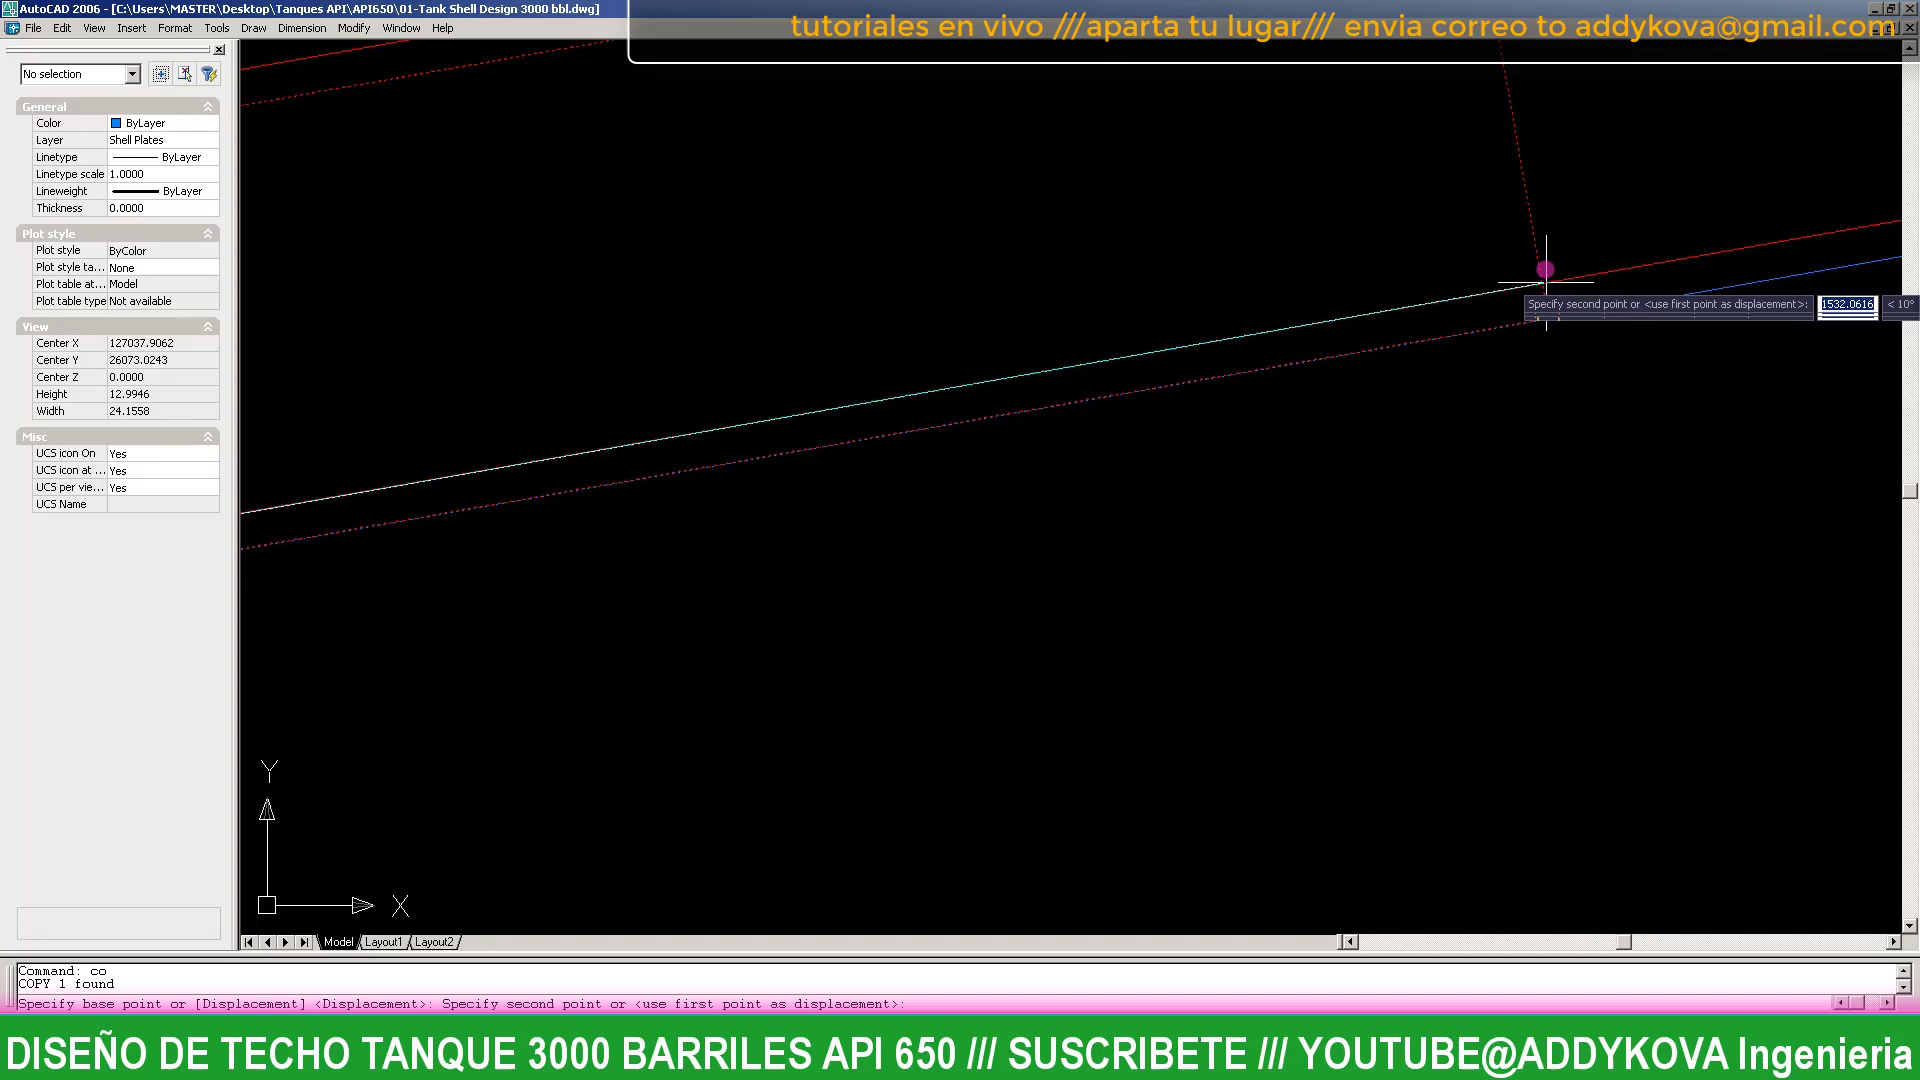 AutoCAD 2006 - [C:\Users\MASTER\Desktop\Tanques API\API650\01-Tank Shell Design 3000 bbl.dwg]
tutoriales en vivo ///aparta tu lugar/// envia correo to addykova@gmail.com
File Edit View Insert Format Tools Draw Dimension Modify Window Help
No selection
General
Color ByLayer
Layer Shell Plates
Linetype ByLayer
Linetype scale 1.0000
Lineweight ByLayer
Thickness 0.0000
Plot style
Plot style ByColor
Plot style ta... None
Plot table at... Model
Plot table type Not available
View
Center X 127037.9062
Center Y 26073.0243
Center Z 0.0000
Height 12.9946
Width 24.1558
Misc
UCS icon On Yes
UCS icon at ... Yes
UCS per vie... Yes
UCS Name
Specify second point or <use first point as displacement>: 1532.0616 < 10°
Y
X
Model Layout1 Layout2
Command: co
COPY 1 found
Specify base point or [Displacement] <Displacement>: Specify second point or <use first point as displacement>:
DISEÑO DE TECHO TANQUE 3000 BARRILES API 650 /// SUSCRIBETE /// YOUTUBE@ADDYKOVA Ingenieria